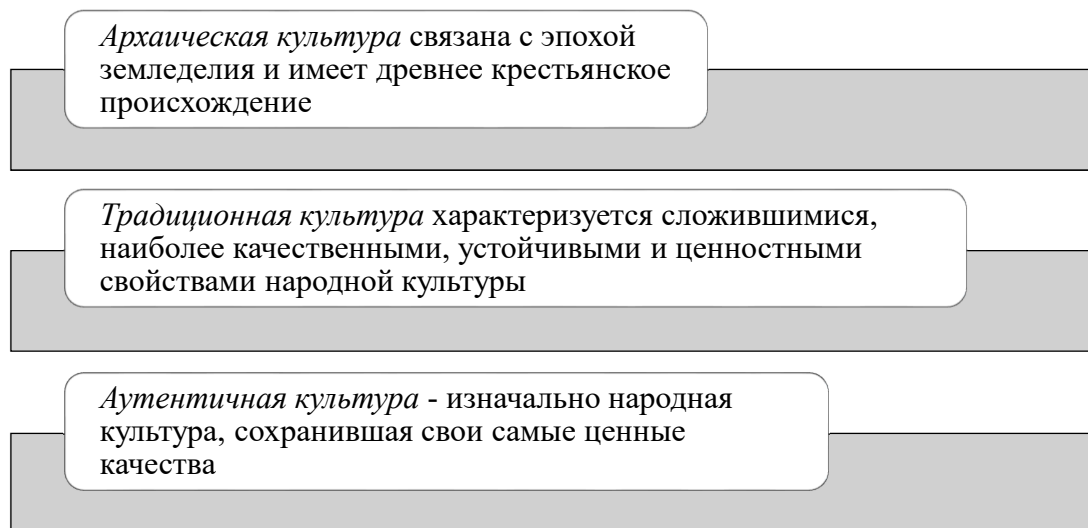 Архаическая культура связана с эпохой
земледелия и имеет древнее крестьянское
происхождение
Традиционная культура характеризуется сложившимися,
наиболее качественными, устойчивыми и ценностными
свойствами народной культуры
Аутентичная культура - изначально народная
культура, сохранившая свои самые ценные
качества